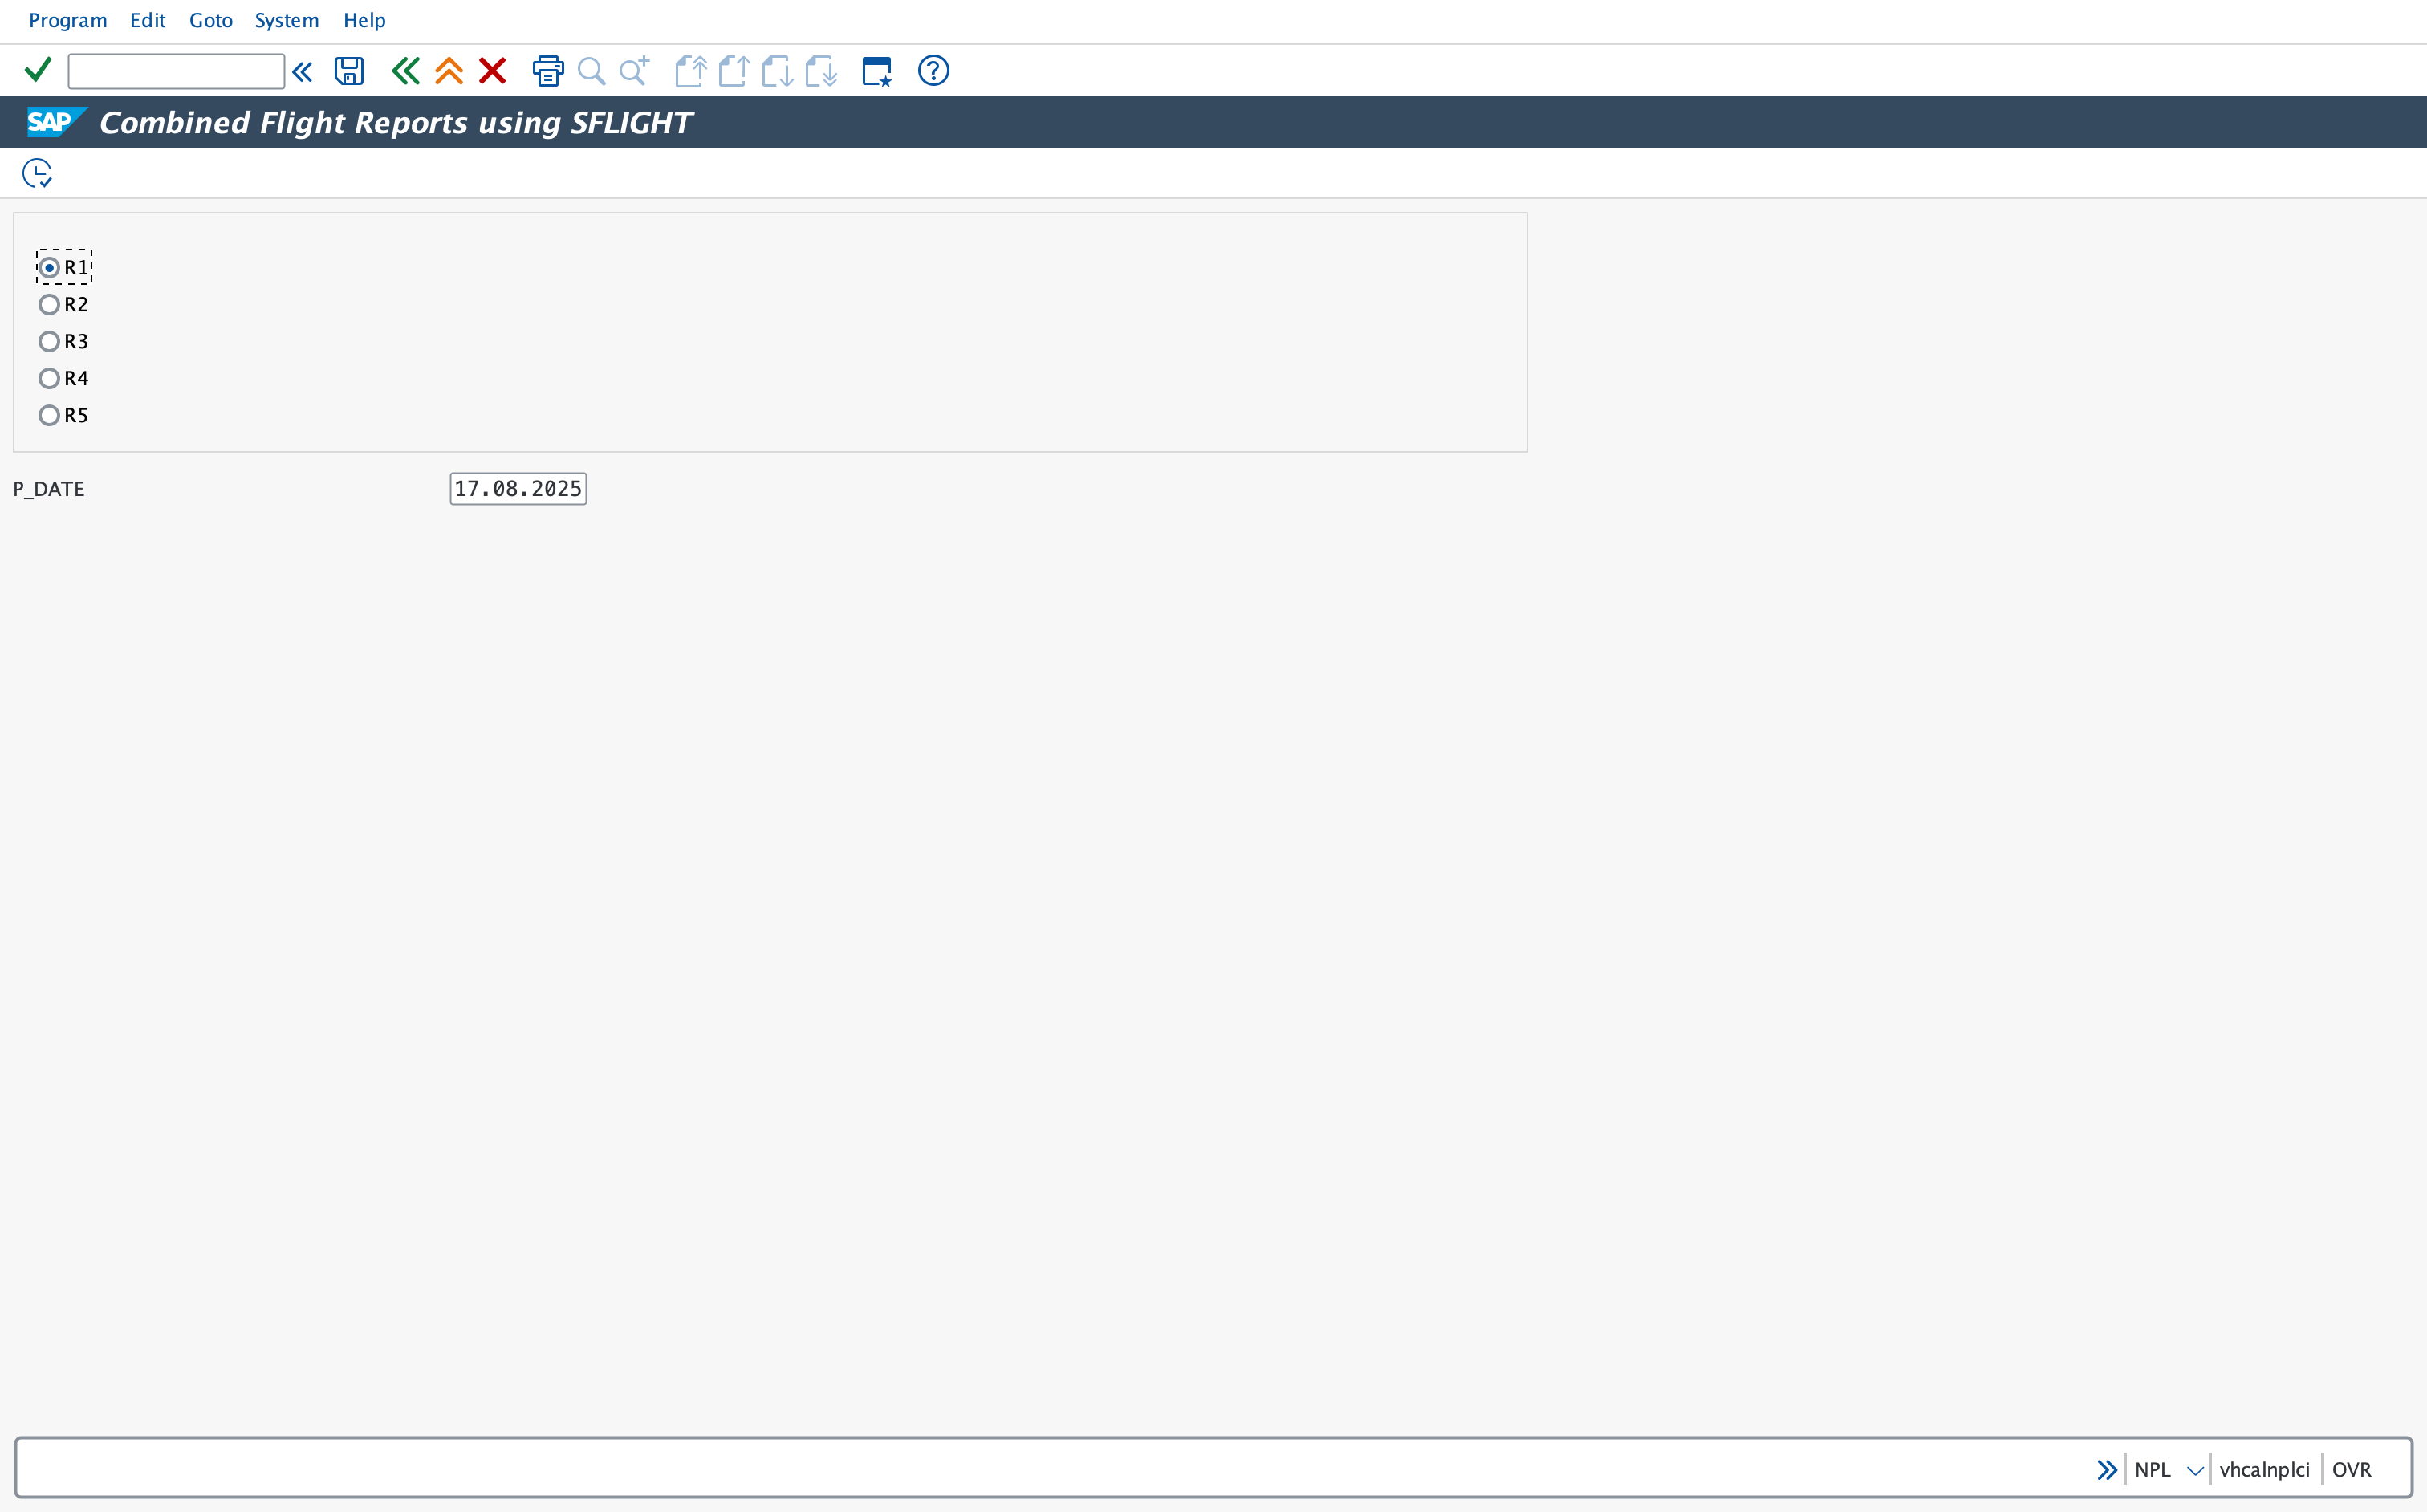 Program Edit Goto System Help
SAP Combined Flight Reports using SFLIGHT
R1
R2
R3
R4
R5
P_DATE 17.08.2025
NPL vhcalnplci OVR